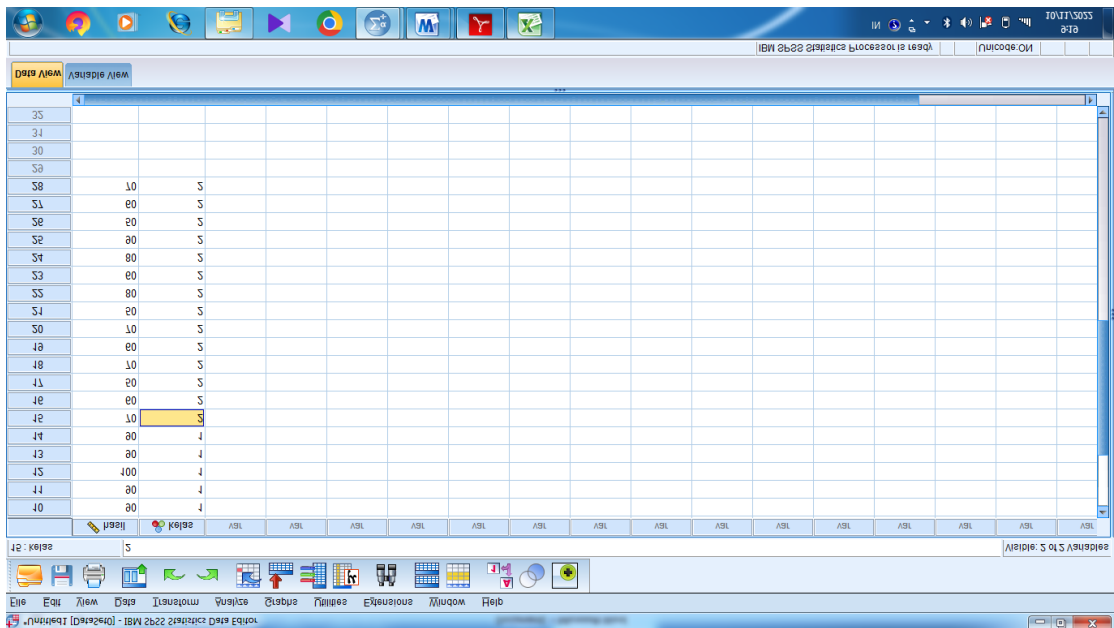 *Untitled1 [DataSet0] - IBM SPSS Statistics Data Editor
File Edit View Data Transform Analyze Graphs Utilities Extensions Window Help
15 : kelas 2 Visible: 2 of 2 Variables
hasil kelas var var var var var var var var var var var var var var var
10 90 1
11 90 1
12 100 1
13 90 1
14 90 1
15 70 2
16 60 2
17 50 2
18 70 2
19 60 2
20 70 2
21 50 2
22 80 2
23 60 2
24 80 2
25 90 2
26 50 2
27 60 2
28 70 2
29
30
31
32
Data View Variable View
IBM SPSS Statistics Processor is ready Unicode:ON
IN 9:19
10/11/2022